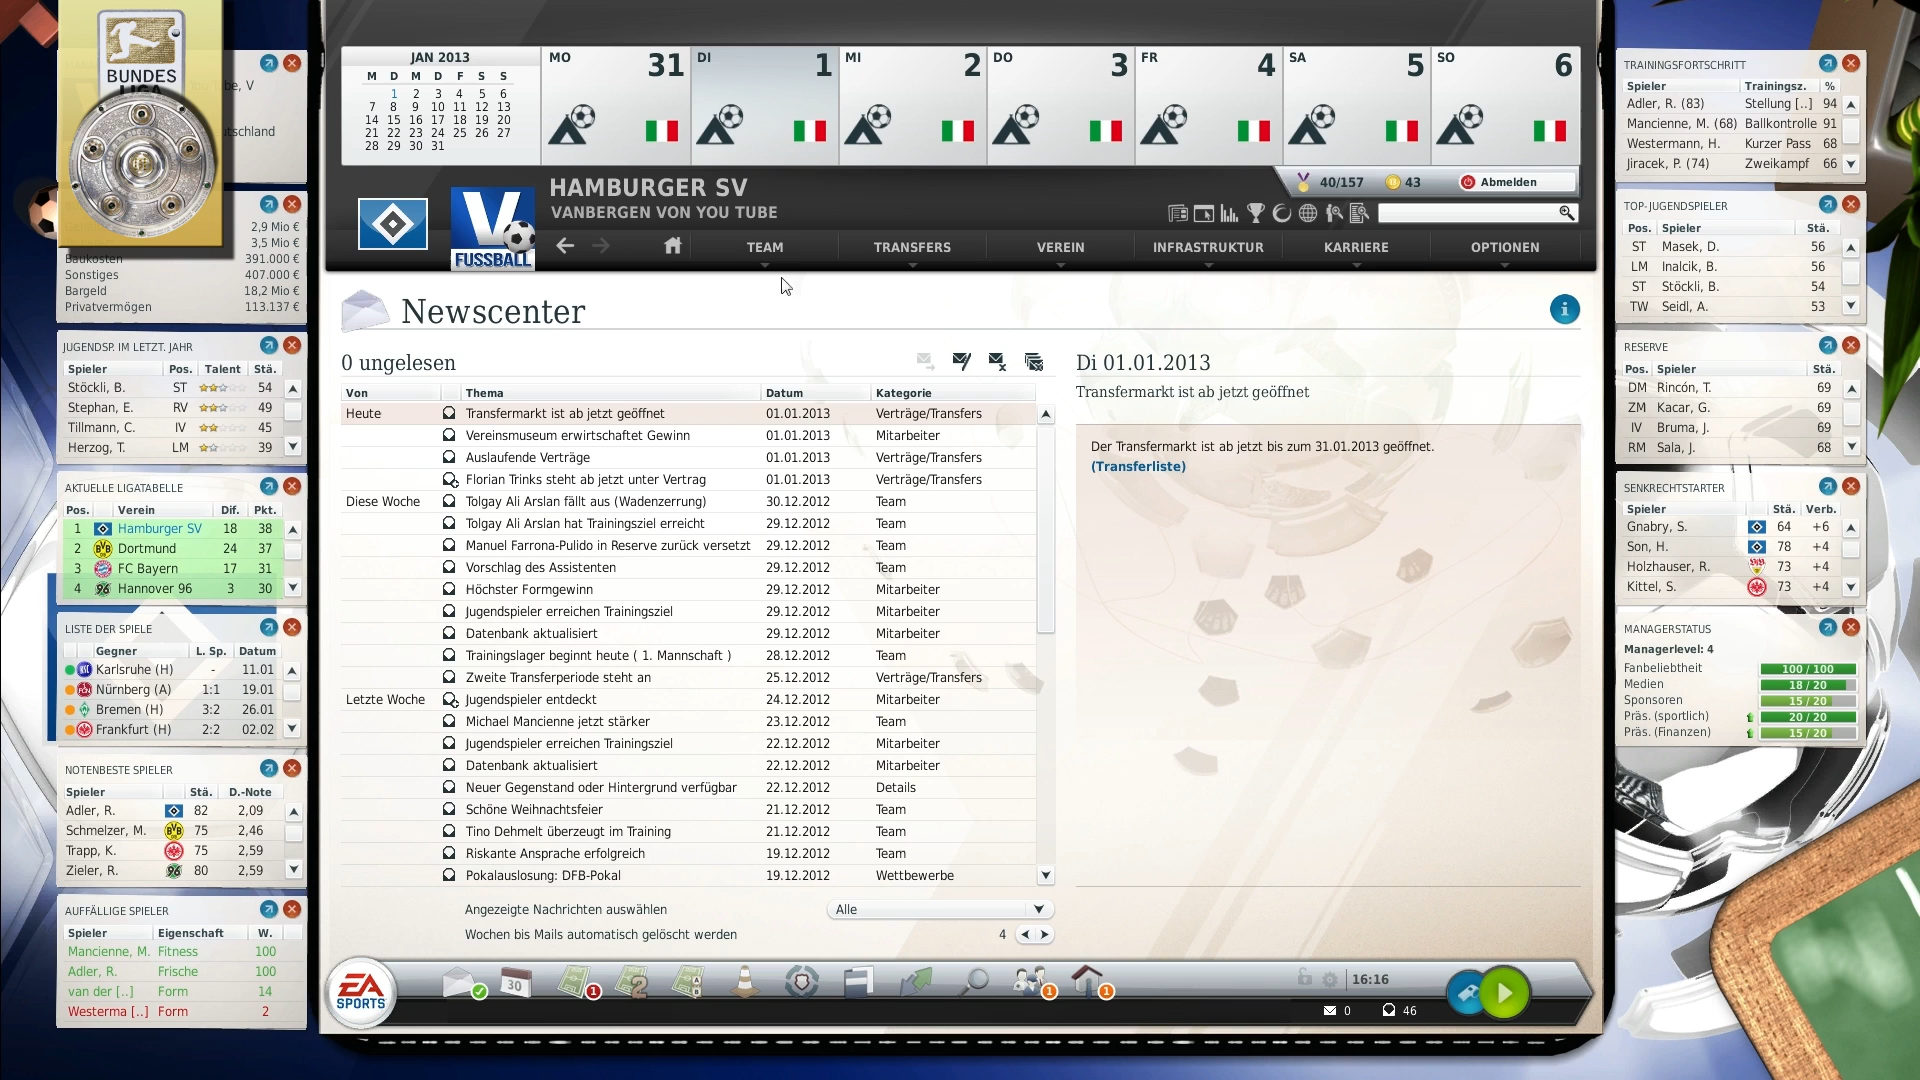 BUNDES
LIGA
be, V
utschland
2,9 Mio €
3,5 Mio €
Baukosten 391.000 €
Sonstiges 407.000 €
Bargeld 18,2 Mio €
Privatvermögen 113.137 €
JUGENDSP. IM LETZT. JAHR
Spieler Pos. Talent Stä.
Stöckli, B. ST 54
Stephan, E. RV 49
Tillmann, C. IV 45
Herzog, T. LM 39
AKTUELLE LIGATABELLE
Pos. Verein Dif. Pkt.
1 Hamburger SV 18 38
2 Dortmund 24 37
3 FC Bayern 17 31
4 Hannover 96 3 30
LISTE DER SPIELE
Gegner L. Sp. Datum
Karlsruhe (H) - 11.01
Nürnberg (A) 1:1 19.01
Bremen (H) 3:2 26.01
Frankfurt (H) 2:2 02.02
NOTENBESTE SPIELER
Spieler Stä. D.-Note
Adler, R. 82 2,09
Schmelzer, M. 75 2,46
Trapp, K. 75 2,59
Zieler, R. 80 2,59
AUFFÄLLIGE SPIELER
Spieler Eigenschaft W.
Mancienne, M. Fitness 100
Adler, R. Frische 100
van der [..] Form 14
Westerma [..] Form 2
JAN 2013
M D M D F S S
1 2 3 4 5 6
7 8 9 10 11 12 13
14 15 16 17 18 19 20
21 22 23 24 25 26 27
28 29 30 31
MO 31 DI 1 MI 2 DO 3 FR 4 SA 5 SO 6
HAMBURGER SV
VANBERGEN VON YOU TUBE
40/157 43 Abmelden
V
FUSSBALL
TEAM TRANSFERS VEREIN INFRASTRUKTUR KARRIERE OPTIONEN
Newscenter
0 ungelesen
Von Thema Datum Kategorie
Heute Transfermarkt ist ab jetzt geöffnet 01.01.2013 Verträge/Transfers
Vereinsmuseum erwirtschaftet Gewinn 01.01.2013 Mitarbeiter
Auslaufende Verträge 01.01.2013 Verträge/Transfers
Florian Trinks steht ab jetzt unter Vertrag 01.01.2013 Verträge/Transfers
Diese Woche Tolgay Ali Arslan fällt aus (Wadenzerrung) 30.12.2012 Team
Tolgay Ali Arslan hat Trainingsziel erreicht 29.12.2012 Team
Manuel Farrona-Pulido in Reserve zurück versetzt 29.12.2012 Team
Vorschlag des Assistenten 29.12.2012 Team
Höchster Formgewinn 29.12.2012 Mitarbeiter
Jugendspieler erreichen Trainingsziel 29.12.2012 Mitarbeiter
Datenbank aktualisiert 29.12.2012 Mitarbeiter
Trainingslager beginnt heute ( 1. Mannschaft ) 28.12.2012 Team
Zweite Transferperiode steht an 25.12.2012 Verträge/Transfers
Letzte Woche Jugendspieler entdeckt 24.12.2012 Mitarbeiter
Michael Mancienne jetzt stärker 23.12.2012 Team
Jugendspieler erreichen Trainingsziel 22.12.2012 Mitarbeiter
Datenbank aktualisiert 22.12.2012 Mitarbeiter
Neuer Gegenstand oder Hintergrund verfügbar 22.12.2012 Details
Schöne Weihnachtsfeier 21.12.2012 Team
Tino Dehmelt überzeugt im Training 21.12.2012 Team
Riskante Ansprache erfolgreich 19.12.2012 Team
Pokalauslosung: DFB-Pokal 19.12.2012 Wettbewerbe
Angezeigte Nachrichten auswählen Alle
Wochen bis Mails automatisch gelöscht werden 4
Di 01.01.2013
Transfermarkt ist ab jetzt geöffnet
Der Transfermarkt ist ab jetzt bis zum 31.01.2013 geöffnet.
(Transferliste)
EA
SPORTS
30 1 2 1 1
16:16
0 46
TRAININGSFORTSCHRITT
Spieler Trainingsz. %
Adler, R. (83) Stellung [..] 94
Mancienne, M. (68) Ballkontrolle 91
Westermann, H. Kurzer Pass 68
Jiracek, P. (74) Zweikampf 66
TOP-JUGENDSPIELER
Pos. Spieler Stä.
ST Masek, D. 56
LM Inalcik, B. 56
ST Stöckli, B. 54
TW Seidl, A. 53
RESERVE
Pos. Spieler Stä.
DM Rincón, T. 69
ZM Kacar, G. 69
IV Bruma, J. 69
RM Sala, J. 68
SENKRECHTSTARTER
Spieler Stä. Verb.
Gnabry, S. 64 +6
Son, H. 78 +4
Holzhauser, R. 73 +4
Kittel, S. 73 +4
MANAGERSTATUS
Managerlevel: 4
Fanbeliebtheit 100 / 100
Medien 18 / 20
Sponsoren 15 / 20
Präs. (sportlich) 20 / 20
Präs. (Finanzen) 15 / 20